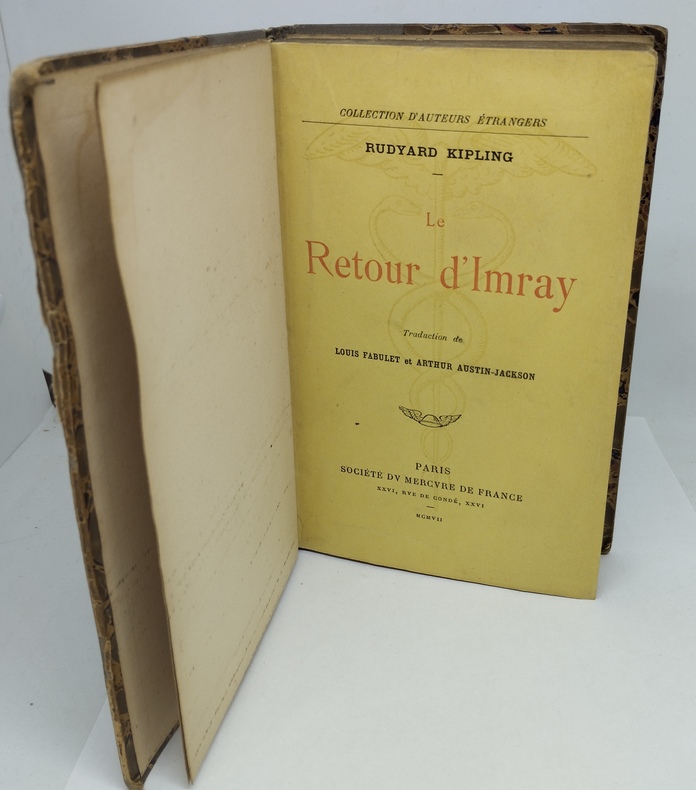 COLLECTION D'AUTEURS ÉTRANGERS
RUDYARD KIPLING
Le
Retour d'Imray
Traduction de
LOUIS FABULET et ARTHUR AUSTIN-JACKSON
PARIS
SOCIÉTÉ DV MERCVRE DE FRANCE
XXVI, RVE DE CONDÉ, XXVI
MCMVII